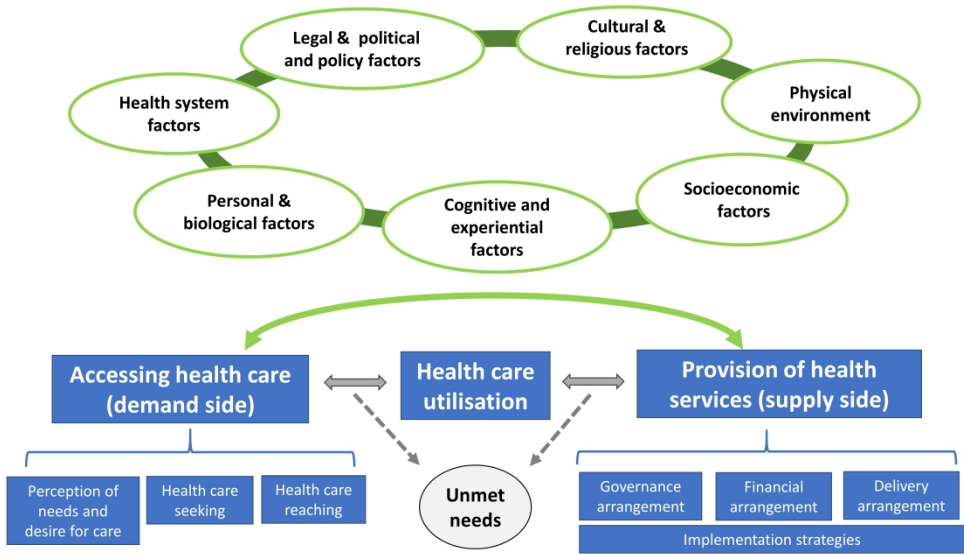 Legal & political
and policy factors
Cultural &
religious factors
Health system
factors
Physical
environment
Personal &
biological factors
Cognitive and
experiential
factors
Socioeconomic
factors
Accessing health care
(demand side)
Health care
utilisation
Provision of health
services (supply side)
Perception of
needs and
desire for care
Health care
seeking
Health care
reaching
Unmet
needs
Governance
arrangement
Financial
arrangement
Delivery
arrangement
Implementation strategies